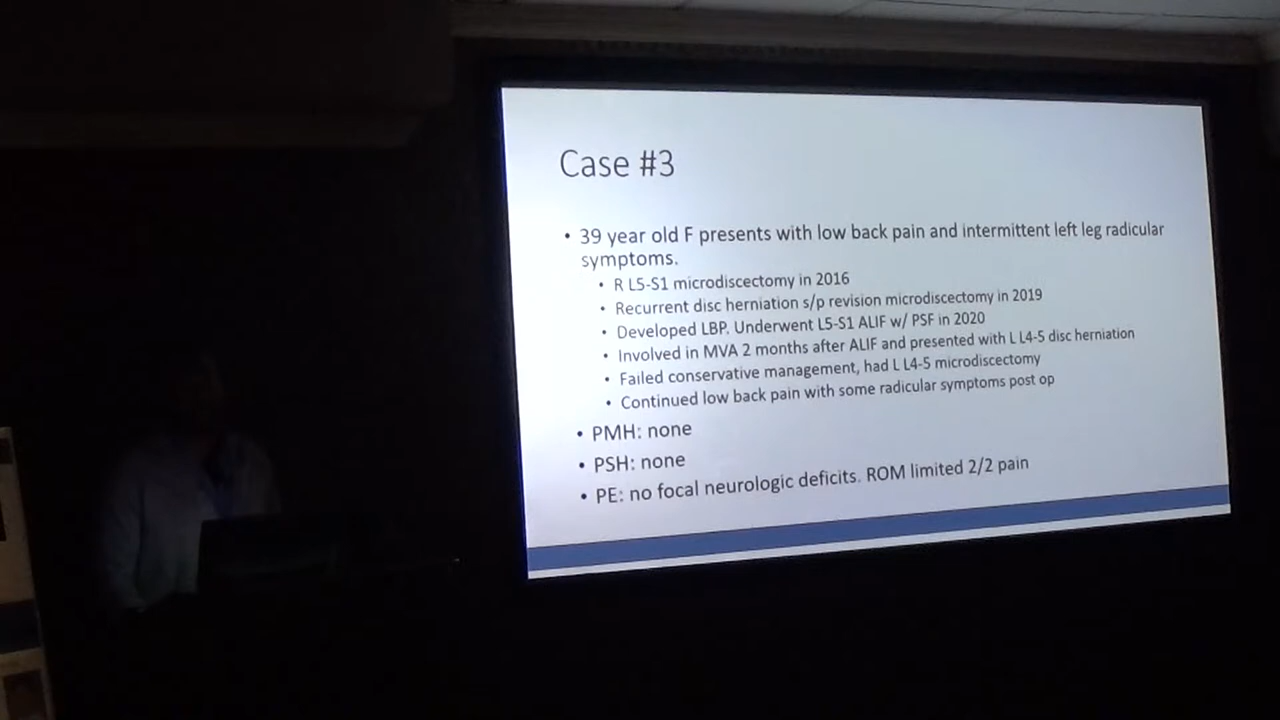 Case #3
• 39 year old F presents with low back pain and intermittent left leg radicular
symptoms.
• R L5-S1 microdiscectomy in 2016
• Recurrent disc herniation s/p revision microdiscectomy in 2019
• Developed LBP. Underwent L5-S1 ALIF w/ PSF in 2020
• Involved in MVA 2 months after ALIF and presented with L L4-5 disc herniation
• Failed conservative management, had L L4-5 microdiscectomy
• Continued low back pain with some radicular symptoms post op
• PMH: none
• PSH: none
• PE: no focal neurologic deficits. ROM limited 2/2 pain